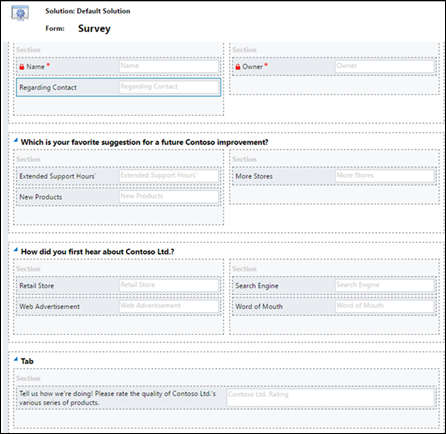 Solution: Default Solution
Form: Survey
Section Section
Name * Name Owner * Owner
Regarding Contact Regarding Contact
Which is your favorite suggestion for a future Contoso improvement?
Section Section
Extended Support Hours` Extended Support Hours` More Stores More Stores
New Products New Products
How did you first hear about Contoso Ltd.?
Section Section
Retail Store Retail Store Search Engine Search Engine
Web Advertisement Web Advertisement Word of Mouth Word of Mouth
Tab
Section
Tell us how we're doing! Please rate the quality of Contoso Ltd.'s Contoso Ltd. Rating
various series of products.